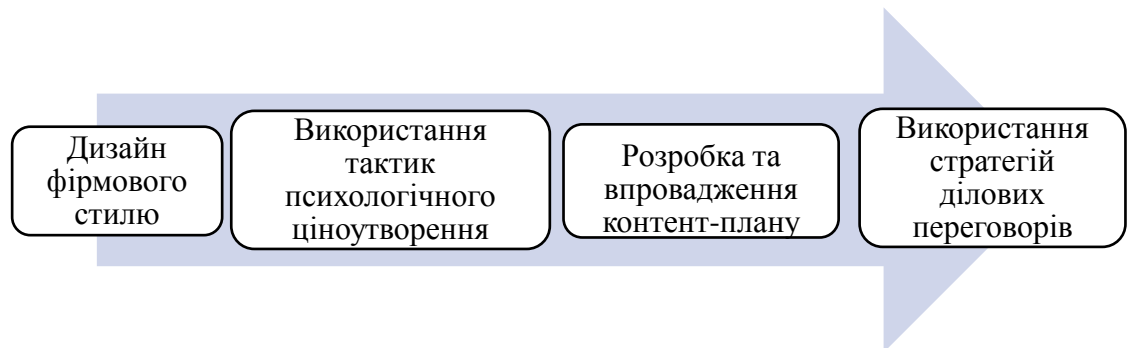 Дизайн
фірмового
стилю
Використання
тактик
психологічного
ціноутворення
Розробка та
впровадження
контент-плану
Використання
стратегій
ділових
переговорів